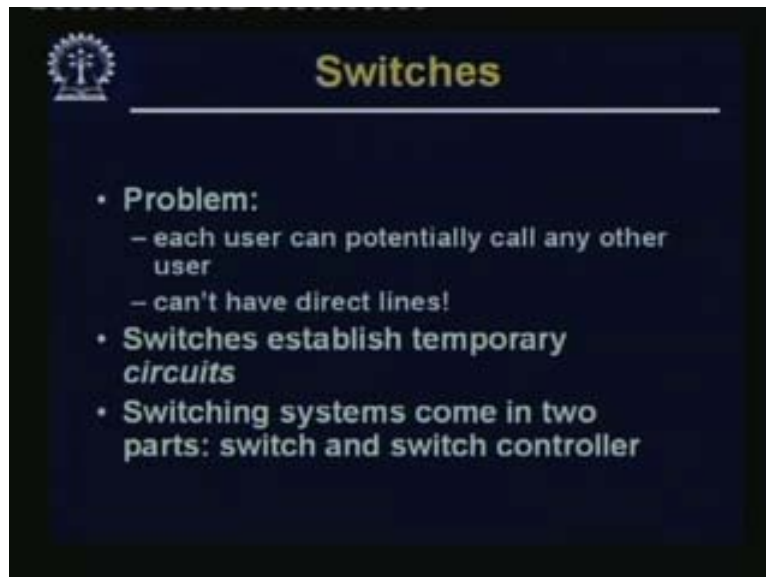 Switches
• Problem:
– each user can potentially call any other
user
– can't have direct lines!
• Switches establish temporary
circuits
• Switching systems come in two
parts: switch and switch controller